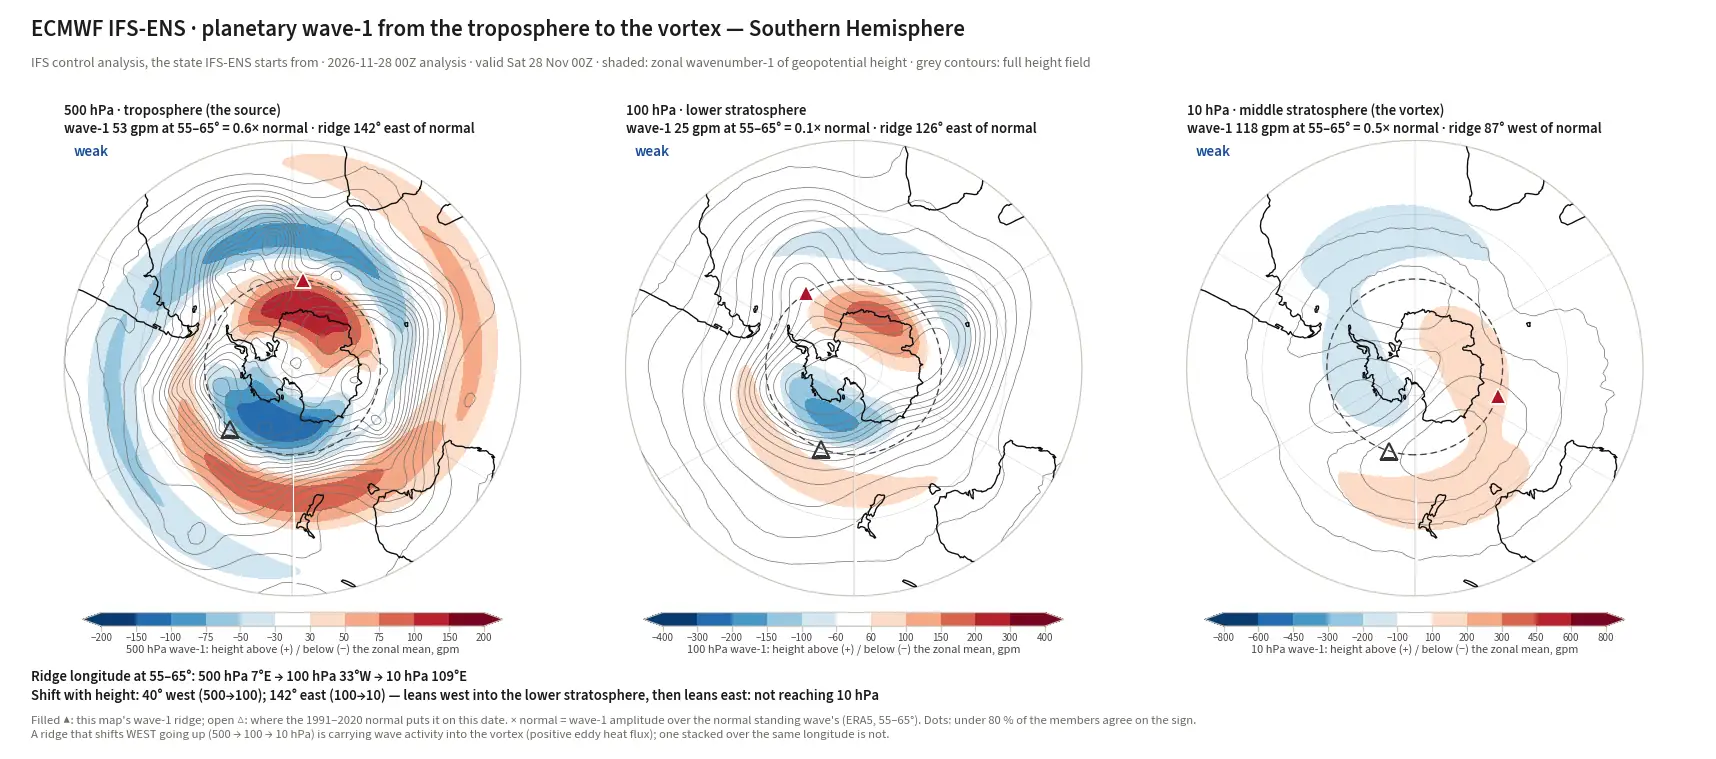 ECMWF IFS-ENS · planetary wave-1 from the troposphere to the vortex — Southern Hemisphere
IFS control analysis, the state IFS-ENS starts from · 2026-11-28 00Z analysis · valid Sat 28 Nov 00Z · shaded: zonal wavenumber-1 of geopotential height · grey contours: full height field
500 hPa · troposphere (the source)
wave-1 53 gpm at 55–65° = 0.6× normal · ridge 142° east of normal
weak
100 hPa · lower stratosphere
wave-1 25 gpm at 55–65° = 0.1× normal · ridge 126° east of normal
weak
10 hPa · middle stratosphere (the vortex)
wave-1 118 gpm at 55–65° = 0.5× normal · ridge 87° west of normal
weak
−200 −150 −100 −75 −50 −30 30 50 75 100 150 200
500 hPa wave-1: height above (+) / below (−) the zonal mean, gpm
−400 −300 −200 −150 −100 −60 60 100 150 200 300 400
100 hPa wave-1: height above (+) / below (−) the zonal mean, gpm
−800 −600 −450 −300 −200 −100 100 200 300 450 600 800
10 hPa wave-1: height above (+) / below (−) the zonal mean, gpm
Ridge longitude at 55–65°: 500 hPa 7°E → 100 hPa 33°W → 10 hPa 109°E
Shift with height: 40° west (500→100); 142° east (100→10) — leans west into the lower stratosphere, then leans east: not reaching 10 hPa
Filled ▲: this map's wave-1 ridge; open △: where the 1991–2020 normal puts it on this date. × normal = wave-1 amplitude over the normal standing wave's (ERA5, 55–65°). Dots: under 80 % of the members agree on the sign.
A ridge that shifts WEST going up (500 → 100 → 10 hPa) is carrying wave activity into the vortex (positive eddy heat flux); one stacked over the same longitude is not.